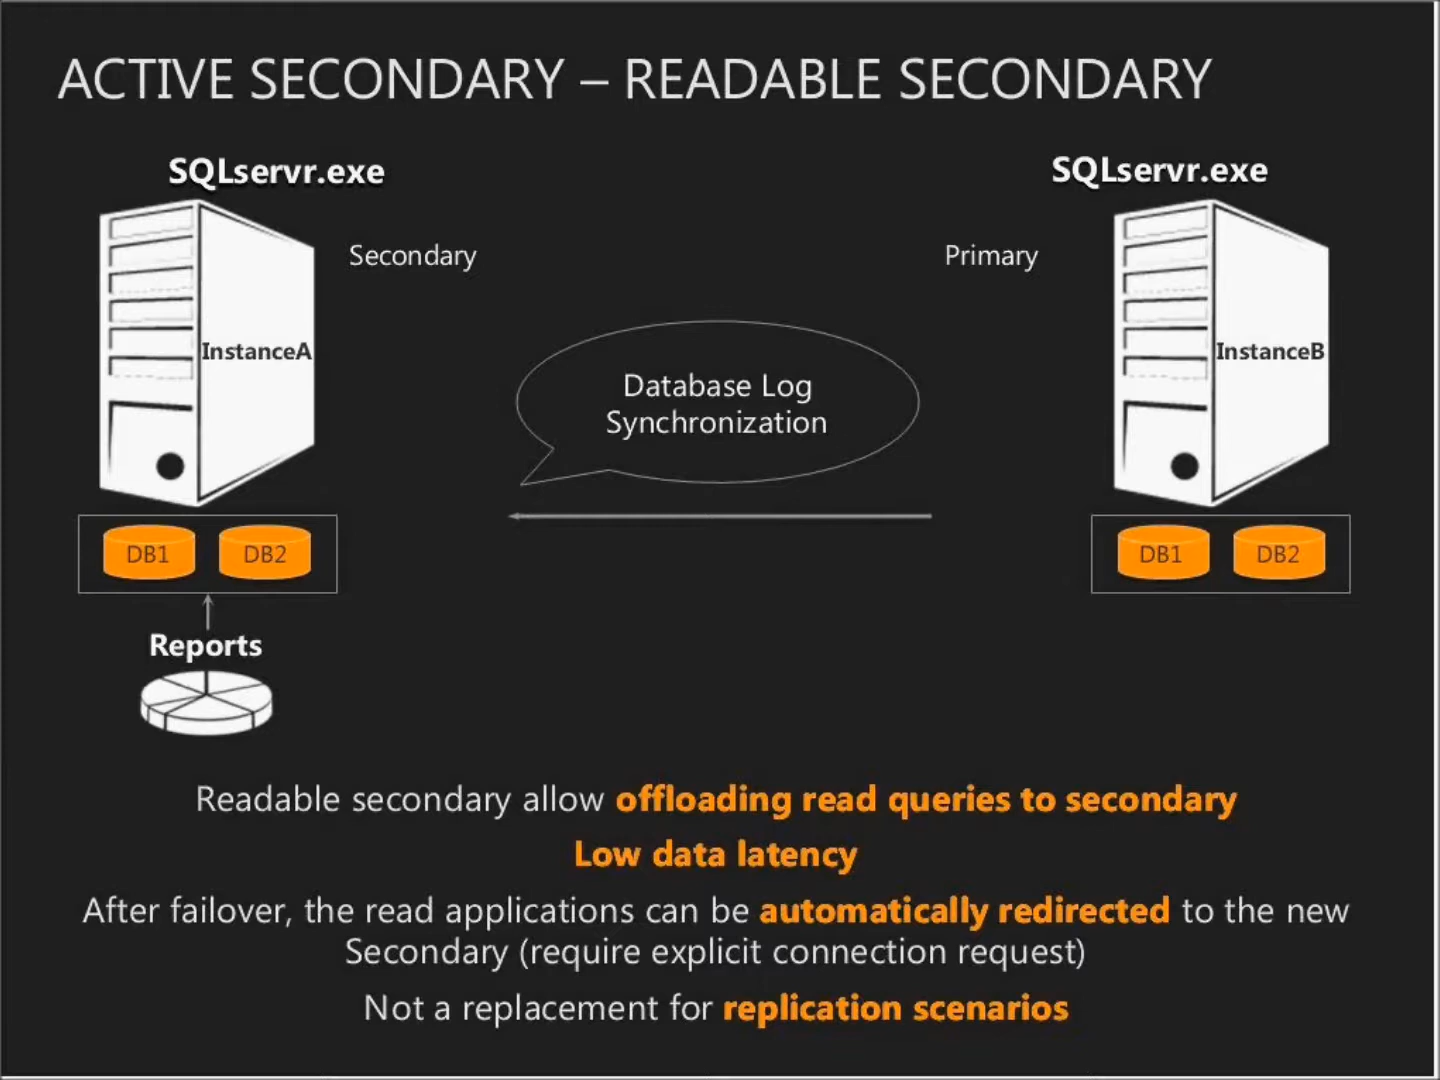 ACTIVE SECONDARY – READABLE SECONDARY
SQLservr.exe
SQLservr.exe
Secondary
Primary
InstanceA
InstanceB
Database Log
Synchronization
DB1
DB2
DB1
DB2
Reports
Readable secondary allow offloading read queries to secondary
Low data latency
After failover, the read applications can be automatically redirected to the new
Secondary (require explicit connection request)
Not a replacement for replication scenarios